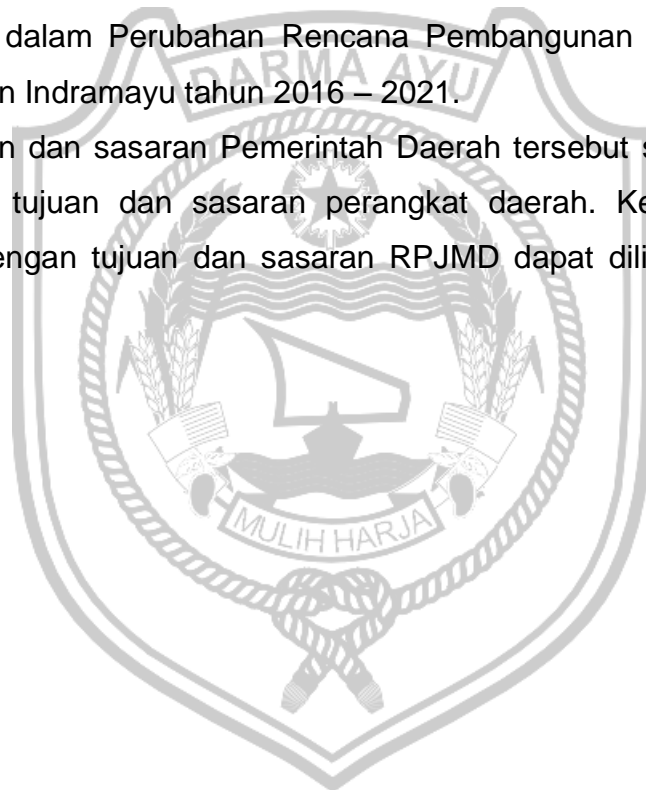 dalam Perubahan Rencana Pembangunan
n Indramayu tahun 2016 – 2021.
DARMA AYU
n dan sasaran Pemerintah Daerah tersebut s
tujuan dan sasaran perangkat daerah. Ke
engan tujuan dan sasaran RPJMD dapat dili
MULIH HARJA